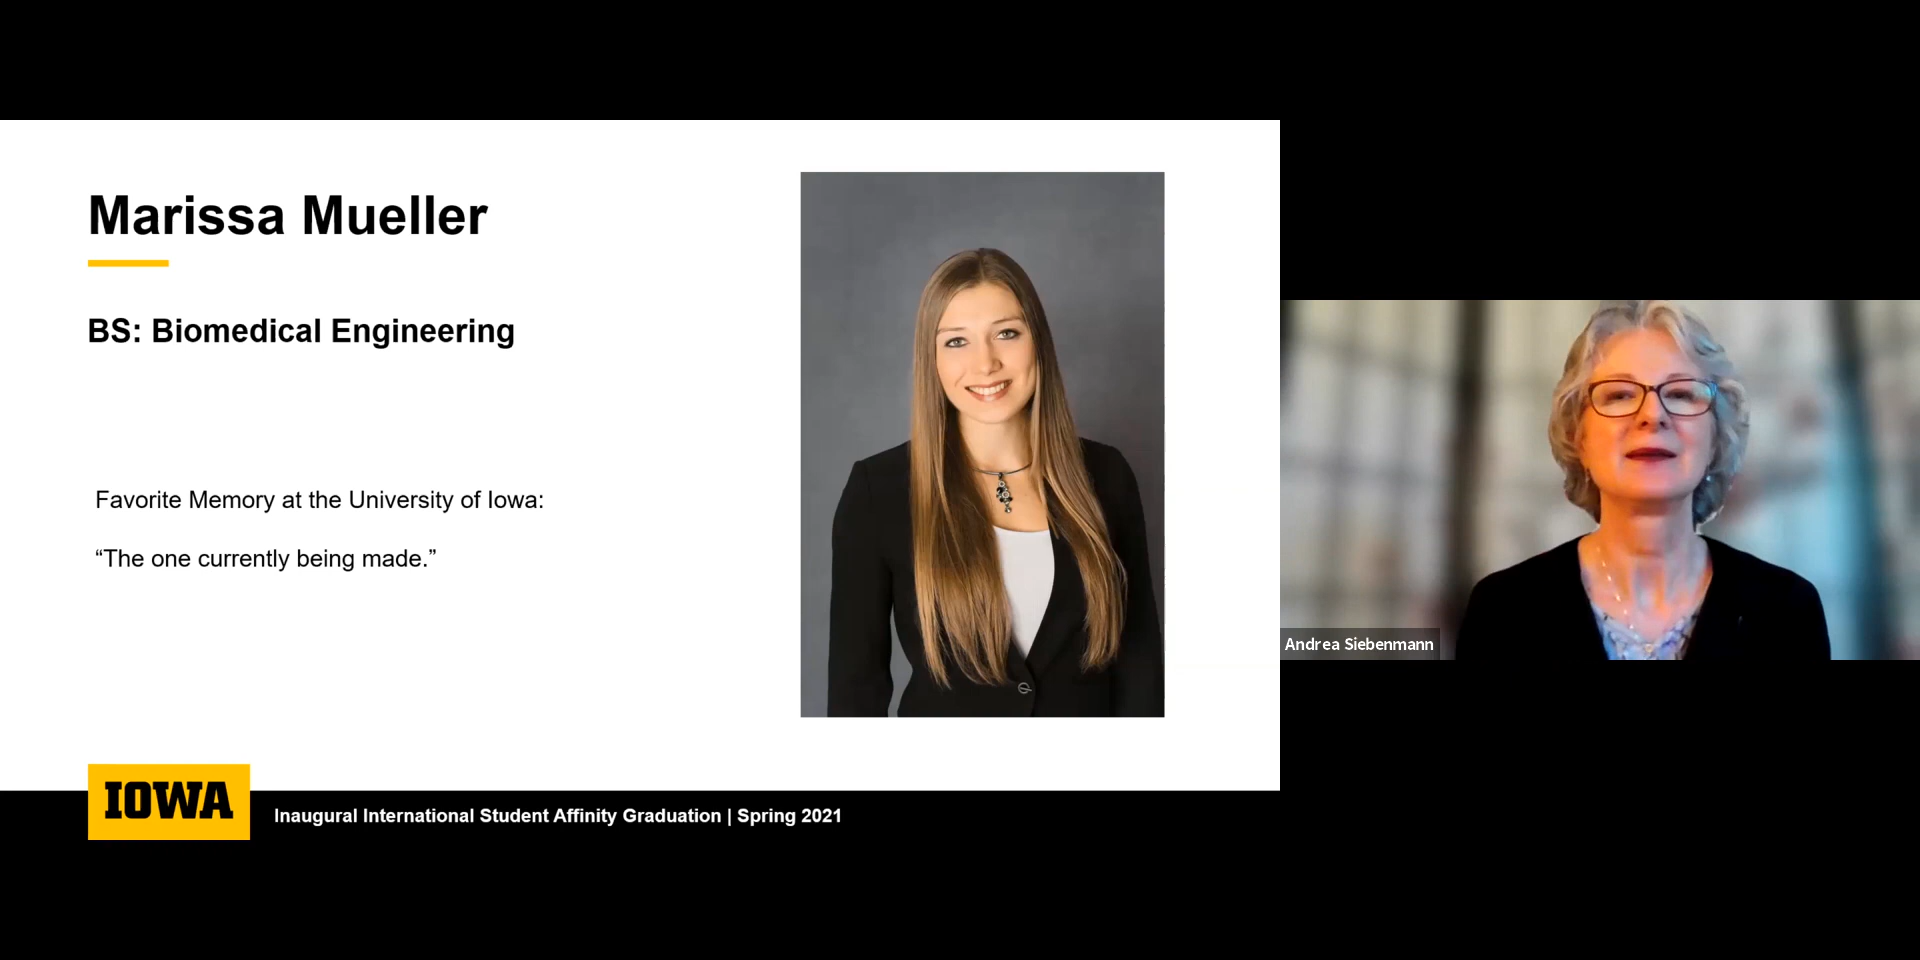 Marissa Mueller
BS: Biomedical Engineering
Favorite Memory at the University of Iowa:
“The one currently being made.”
IOWA
Inaugural International Student Affinity Graduation | Spring 2021
Andrea Siebenmann